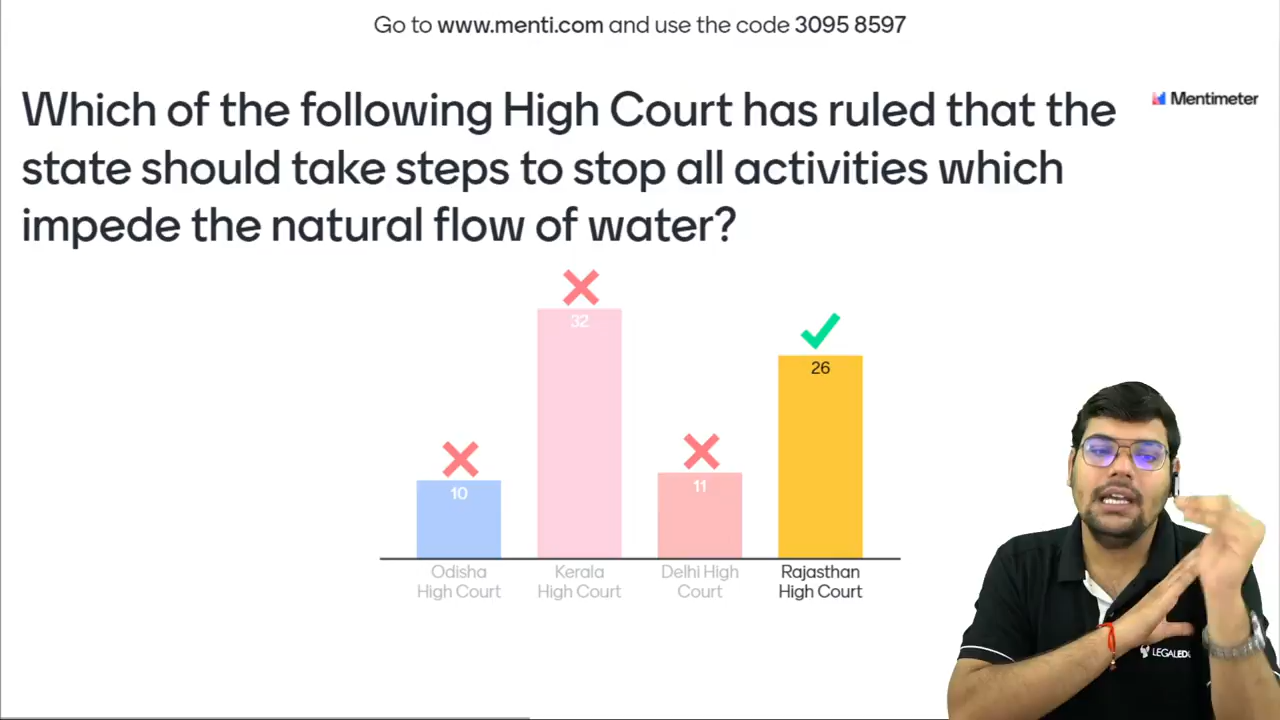 Go to www.menti.com and use the code 3095 8597
Which of the following High Court has ruled that the
Mentimeter
state should take steps to stop all activities which
impede the natural flow of water?
32
26
10
11
Odisha
High Court
Kerala
High Court
Delhi High
Court
Rajasthan
High Court